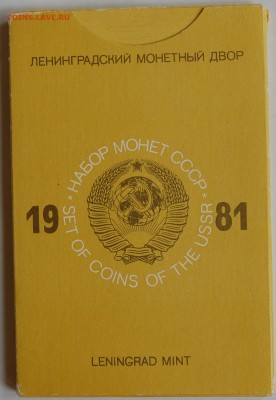 COINS.LAVE.RU
ЛЕНИНГРАДСКИЙ МОНЕТНЫЙ ДВОР
* НАБОР МОНЕТ СССР *
19 81
SET OF COINS OF THE USSR
LENINGRAD MINT